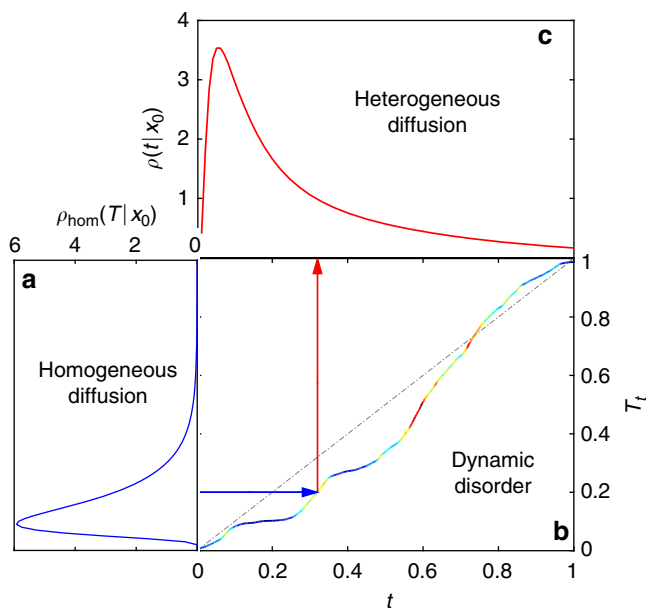 4
c
3
Heterogeneous
diffusion
ρ(t|x0)
2
1
ρhom(T|x0)
6 4 2 0
a
1
Homogeneous
diffusion
0.8
0.6
Tt
0.4
Dynamic
disorder
0.2
b
0
0 0.2 0.4 0.6 0.8 1
t